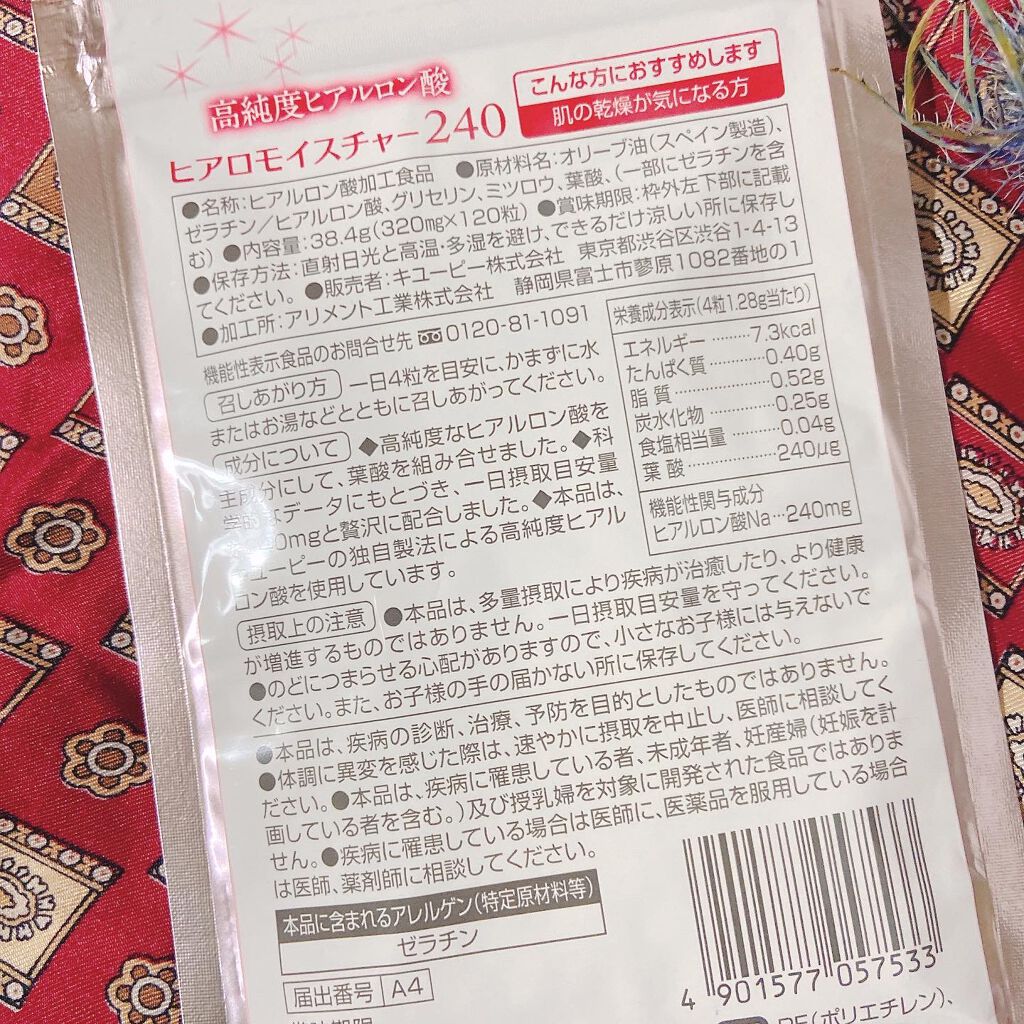 高純度ヒアルロン酸
ヒアロモイスチャー240
こんな方におすすめします
肌の乾燥が気になる方
●名称:ヒアルロン酸加工食品 ●原材料名:オリーブ油(スペイン製造)、
ゼラチン/ヒアルロン酸、グリセリン、ミツロウ、葉酸、(一部にゼラチンを含
む) ●内容量:38.4g(320mg×120粒) ●賞味期限:枠外左下部に記載
●保存方法:直射日光と高温・多湿を避け、できるだけ涼しい所に保存し
てください。 ●販売者:キユーピー株式会社 東京都渋谷区渋谷1-4-13
●加工所:アリメント工業株式会社 静岡県富士市蓼原1082番地の1
機能性表示食品のお問合せ先 0120-81-1091
召しあがり方 一日4粒を目安に、かまずに水
またはお湯などとともに召しあがってください。
成分について ◆高純度なヒアルロン酸を
主成分にして、葉酸を組み合せました。◆科
データにもとづき、一日摂取目安量
0mgと贅沢に配合しました。◆本品は、
ユーピーの独自製法による高純度ヒアル
ロン酸を使用しています。
栄養成分表示(4粒1.28g当たり)
エネルギー………7.3kcal
たんぱく質…………0.40g
脂質…………0.52g
炭水化物…………0.25g
食塩相当量…………0.04g
葉酸…………240μg
機能性関与成分
ヒアルロン酸Na…240mg
摂取上の注意 ●本品は、多量摂取により疾病が治癒したり、より健康
が増進するものではありません。一日摂取目安量を守ってください。
●のどにつまらせる心配がありますので、小さなお子様には与えないで
ください。また、お子様の手の届かない所に保存してください。
●本品は、疾病の診断、治療、予防を目的としたものではありません。
●体調に異変を感じた際は、速やかに摂取を中止し、医師に相談してく
ださい。●本品は、疾病に罹患している者、未成年者、妊産婦(妊娠を計
画している者を含む。)及び授乳婦を対象に開発された食品ではありま
せん。●疾病に罹患している場合は医師に、医薬品を服用している場合
は医師、薬剤師に相談してください。
本品に含まれるアレルゲン(特定原材料等)
ゼラチン
届出番号 A4
4 901577 057533
PE(ポリエチレン)、